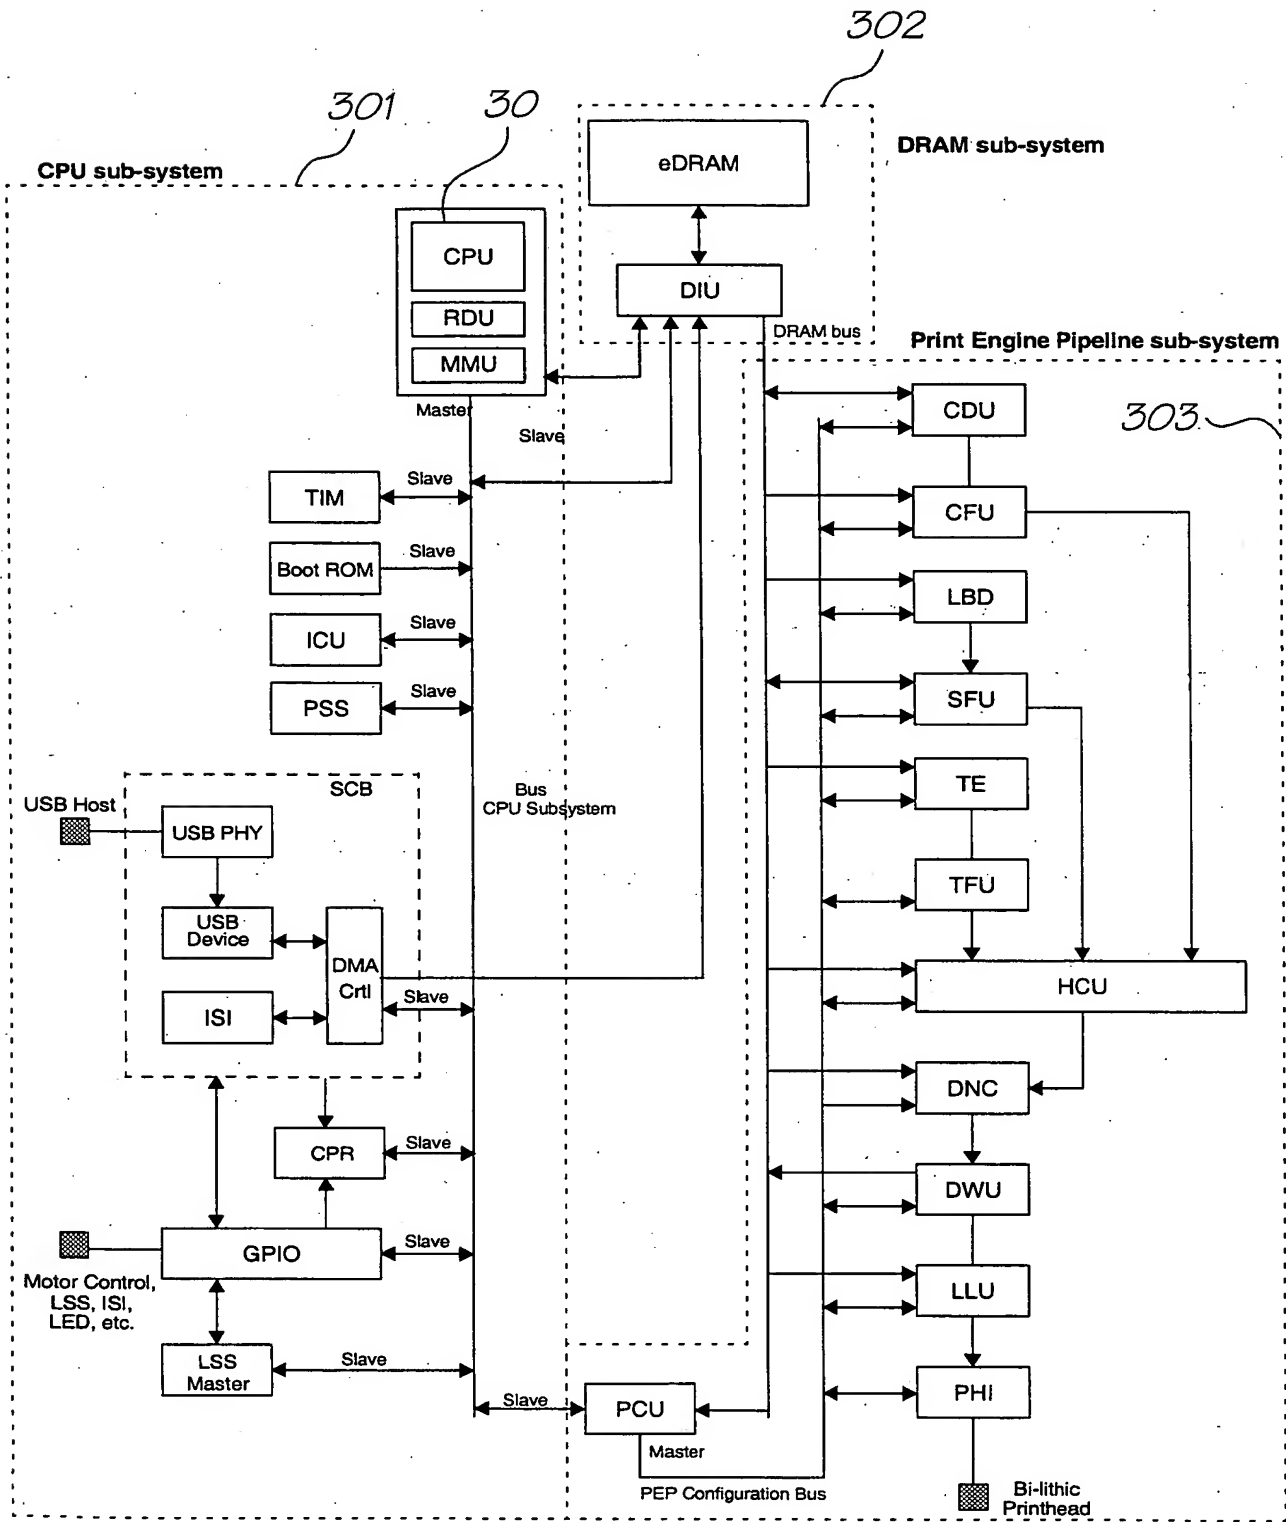 302
301
30
DRAM sub-system
CPU sub-system
eDRAM
CPU
RDU
MMU
Master
DIU
DRAM bus
Print Engine Pipeline sub-system
303
Slave
TIM
Slave
Boot ROM
Slave
ICU
Slave
PSS
Slave
SCB
USB Host
USB PHY
USB
Device
DMA
Crtl
Slave
ISI
Bus
CPU Subsystem
CPR
Slave
GPIO
Slave
Motor Control,
LSS, ISI,
LED, etc.
LSS
Master
Slave
Slave
PCU
Master
PEP Configuration Bus
CDU
CFU
LBD
SFU
TE
TFU
HCU
DNC
DWU
LLU
PHI
Bi-lithic
Printhead